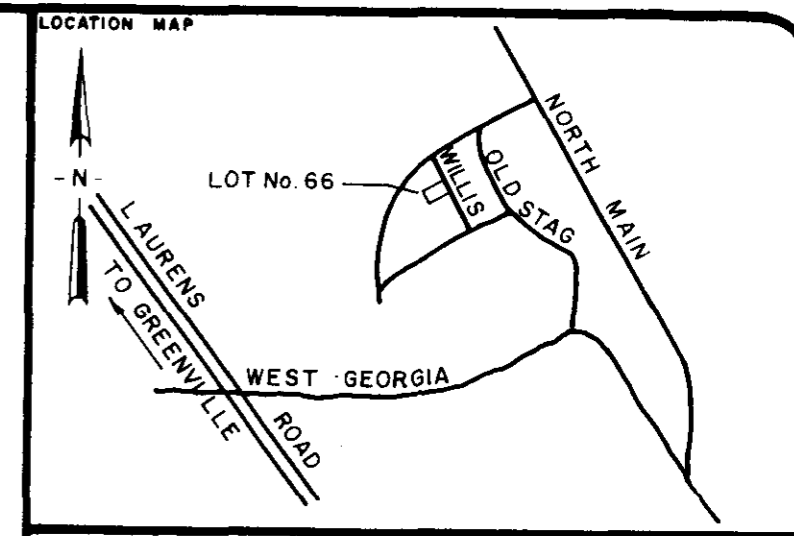 LOCATION MAP
- N -
LOT No. 66
WILLIS
OLD STAG
NORTH MAIN
LAURENS ROAD
TO GREENVILLE
WEST GEORGIA